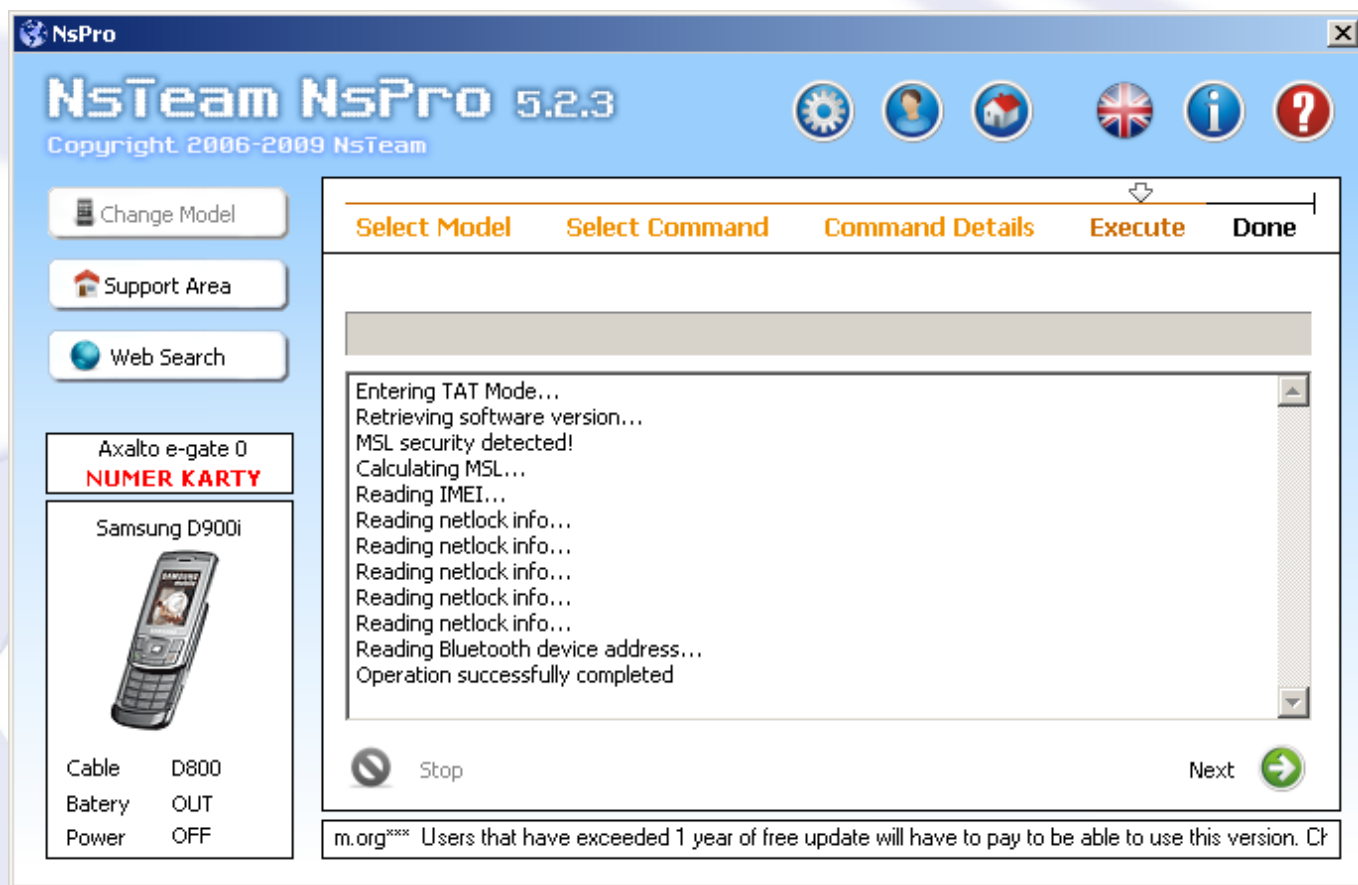 NsPro
NsTeam NsPro 5.2.3
Copyright 2006-2009 NsTeam
Change Model
Support Area
Web Search
Axalto e-gate 0
NUMER KARTY
Samsung D900i
SAMSUNG
Cable D800
Batery OUT
Power OFF
Select Model Select Command Command Details Execute Done
Entering TAT Mode...
Retrieving software version...
MSL security detected!
Calculating MSL...
Reading IMEI...
Reading netlock info...
Reading netlock info...
Reading netlock info...
Reading netlock info...
Reading netlock info...
Reading Bluetooth device address...
Operation successfully completed
Stop
Next
m.org*** Users that have exceeded 1 year of free update will have to pay to be able to use this version. Ch